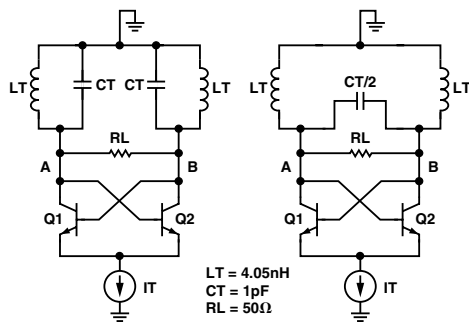 LT CT CT LT LT CT/2 LT
RL RL
A B A B
Q1 Q2 Q1 Q2
IT IT
LT = 4.05nH
CT = 1pF
RL = 50Ω